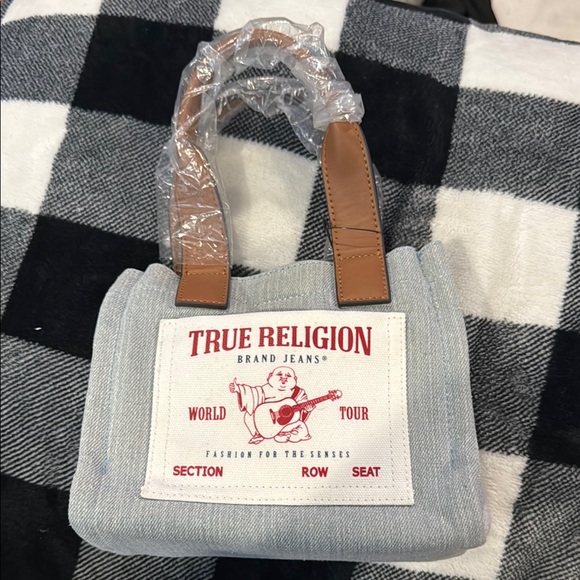 TRUE RELIGION
BRAND JEANS®
WORLD TOUR
FASHION FOR THE SENSES
SECTION ROW SEAT